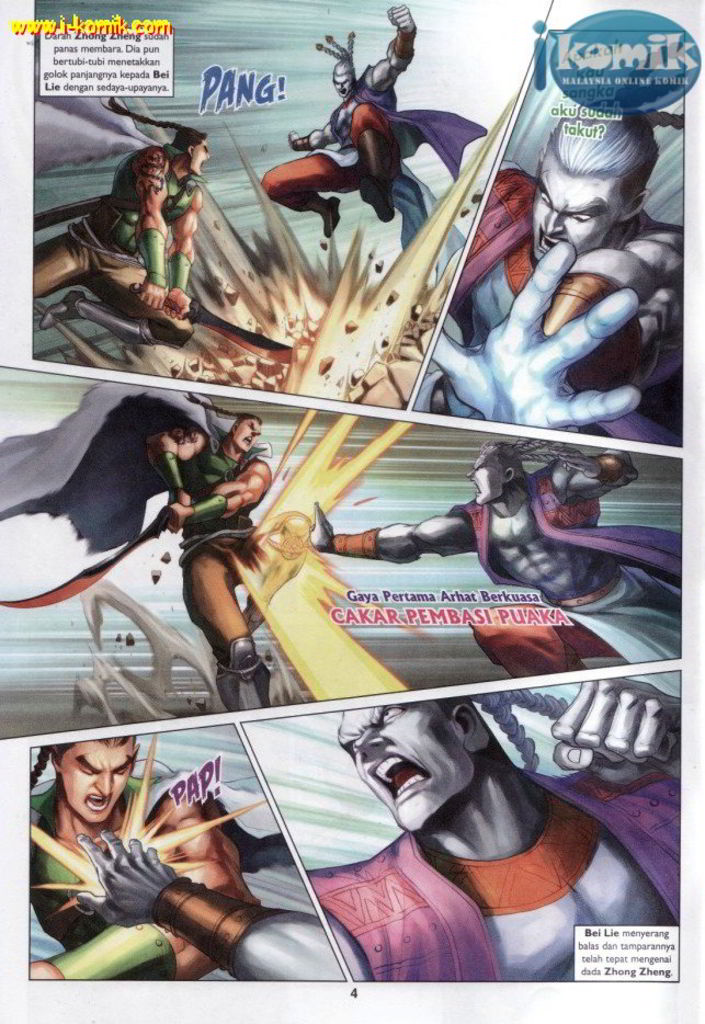 www.i-komik.com
Darah Zhong Zheng sudah
panas membara. Dia pun
bertubi-tubi menetakkan
golok panjangnya kepada Bei
Lie dengan sedaya-upayanya.
PANG!
ikomik
MALAYSIA ONLINE KOMIK
kau
sangka
aku sudah
takut?
Gaya Pertama Arhat Berkuasa
CAKAR PEMBASI PUAKA
PAP!
Bei Lie menyerang
balas dan tamparannya
telah tepat mengenai
dada Zhong Zheng.
4